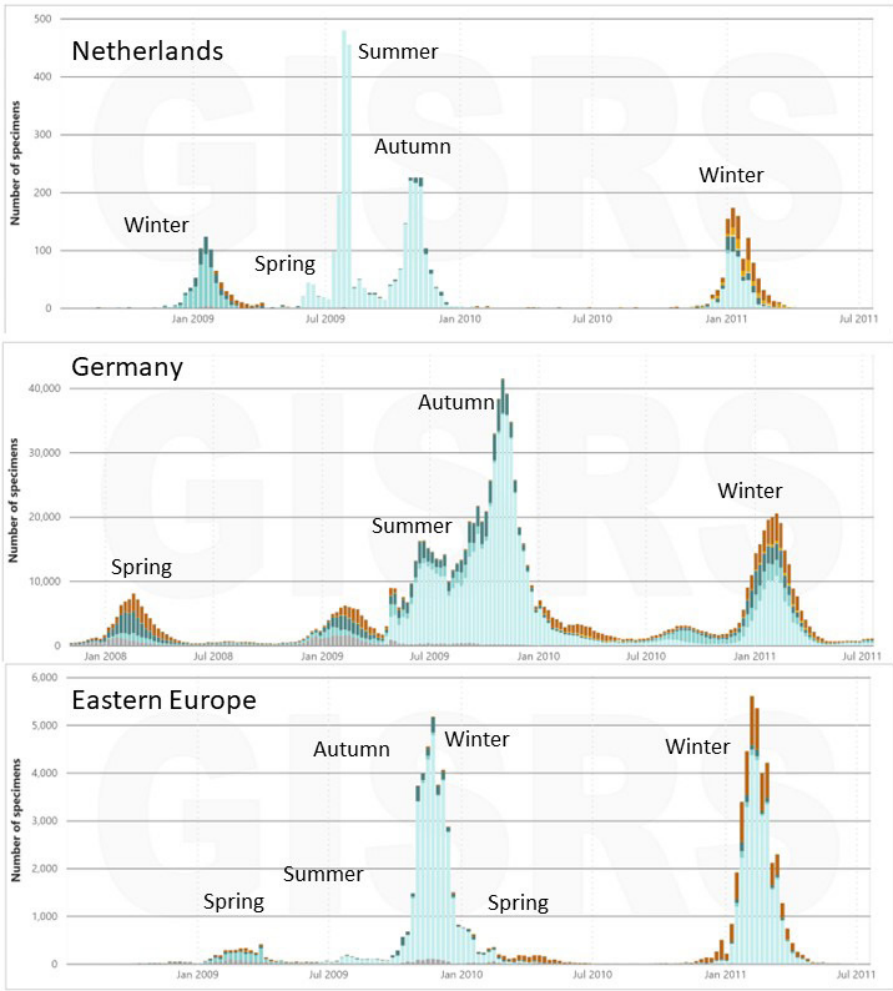 Netherlands
Number of specimens
500
400
300
200
100
0
Winter
Spring
Summer
Autumn
Winter
Jan 2009
Jul 2009
Jan 2010
Jul 2010
Jan 2011
Jul 2011
GISRS
Germany
Number of specimens
40,000
30,000
20,000
10,000
0
Spring
Summer
Autumn
Winter
Jan 2008
Jul 2008
Jan 2009
Jul 2009
Jan 2010
Jul 2010
Jan 2011
Jul 2011
GISRS
Eastern Europe
Number of specimens
6,000
5,000
4,000
3,000
2,000
1,000
0
Spring
Summer
Autumn
Winter
Spring
Winter
Jan 2009
Jul 2009
Jan 2010
Jul 2010
Jan 2011
Jul 2011
GISRS